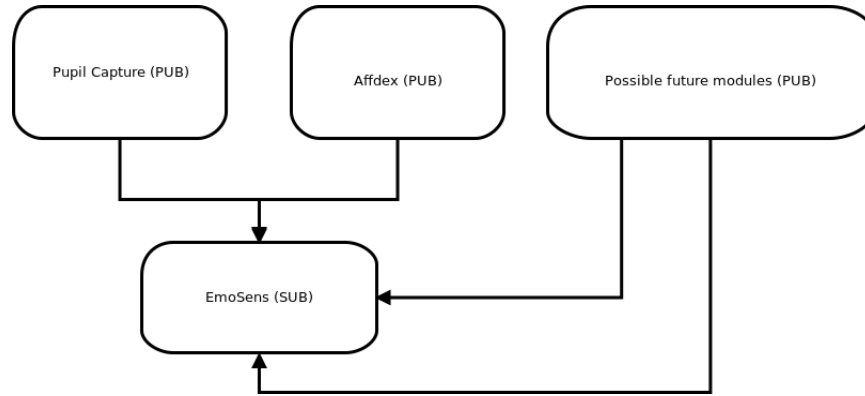 Pupil Capture (PUB)
Affdex (PUB)
Possible future modules (PUB)
EmoSens (SUB)